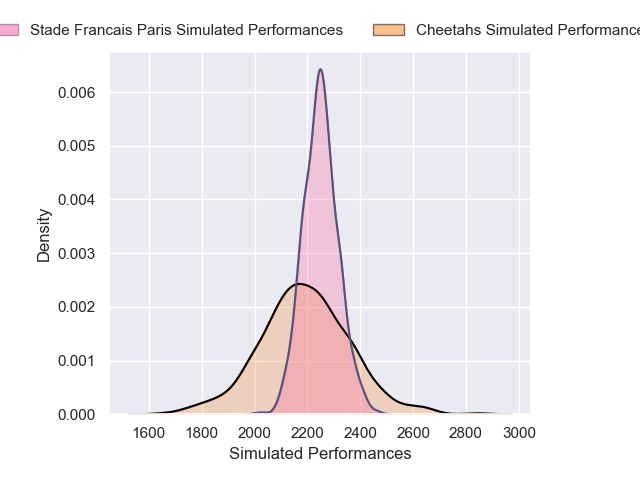 Stade Francais Paris Simulated Performances Cheetahs Simulated Performance
0.006
0.005
0.004
0.003
0.002
0.001
0.000
Density
1600 1800 2000 2200 2400 2600 2800 3000
Simulated Performances